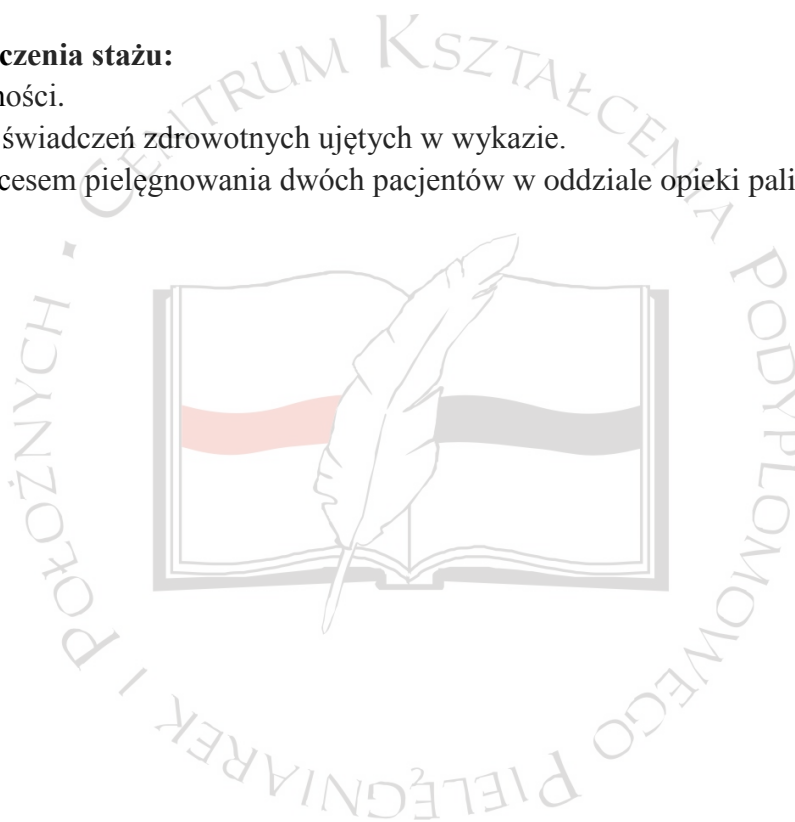 czenia stażu:
ności.
świadczeń zdrowotnych ujętych w wykazie.
cesem pielęgnowania dwóch pacjentów w oddziale opieki pali
CENTRUM KSZTAŁCENIA PODYPLOMOWEGO PIELĘGNIAREK I POŁOŻNYCH •
2